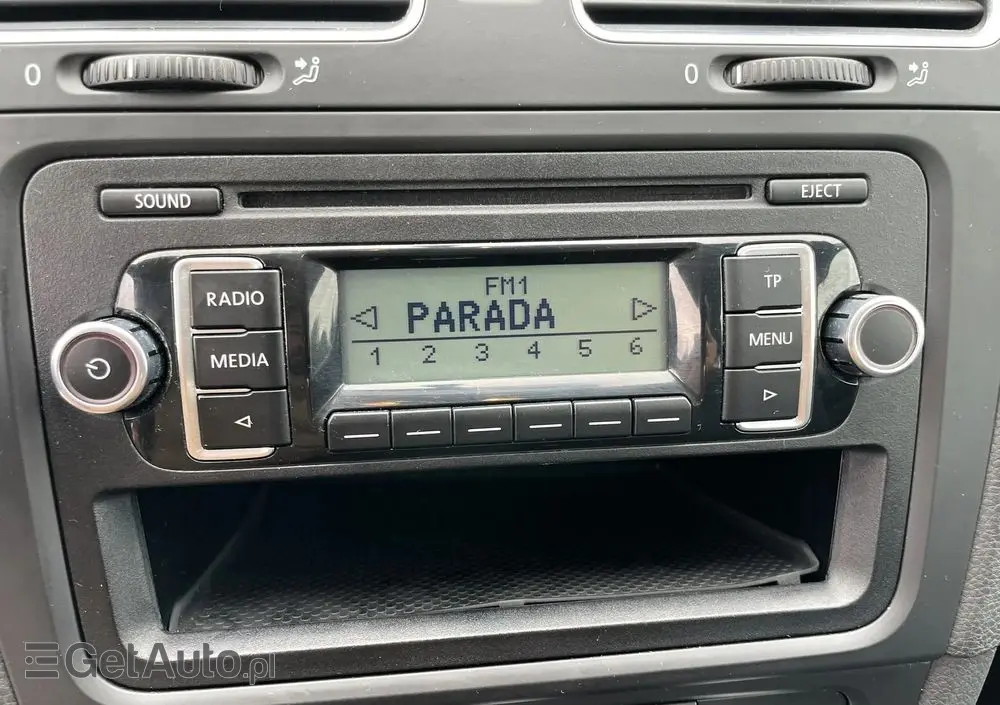 0
0
SOUND
EJECT
RADIO
FM1
TP
PARADA
MEDIA
MENU
1 2 3 4 5 6
GetAuto.pl